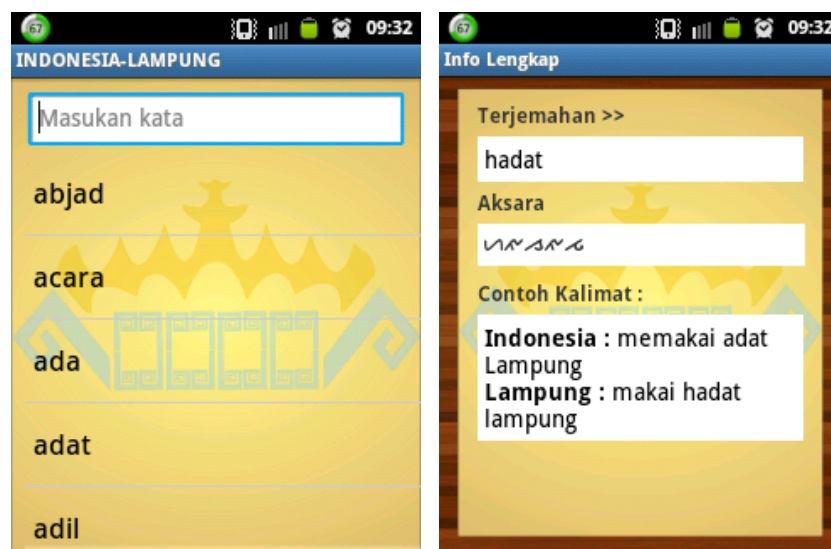 67
09:32
INDONESIA-LAMPUNG
Masukan kata
abjad
acara
ada
adat
adil
67
09:32
Info Lengkap
Terjemahan >>
hadat
Aksara
Contoh Kalimat :
Indonesia : memakai adat
Lampung
Lampung : makai hadat
lampung